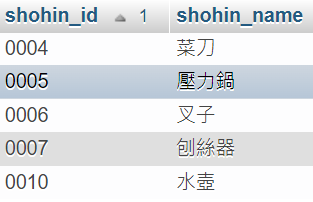 shohin_id 1 shohin_name
0004 菜刀
0005 壓力鍋
0006 叉子
0007 刨絲器
0010 水壺